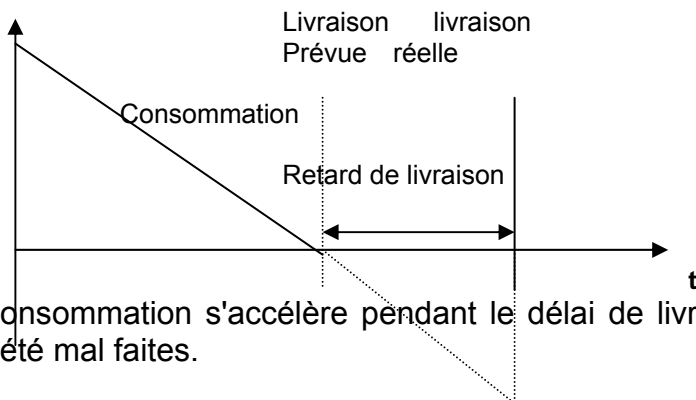 Livraison livraison
Prévue réelle
Consommation
Retard de livraison
t
onsommation s'accélère pendant le délai de livr
été mal faites.